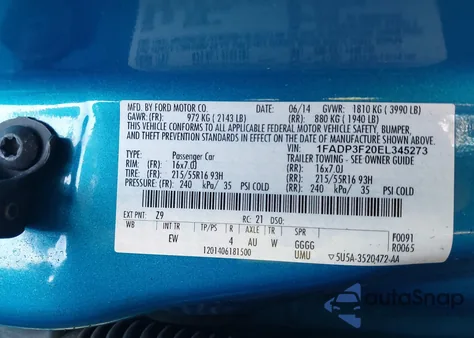 MFD. BY FORD MOTOR CO. DATE: 06/14 GVWR: 1810 KG ( 3990 LB)
GAWR: (FR): 972 KG ( 2143 LB) (RR): 880 KG ( 1940 LB)
THIS VEHICLE CONFORMS TO ALL APPLICABLE FEDERAL MOTOR VEHICLE SAFETY, BUMPER,
AND THEFT PREVENTION STANDARDS IN EFFECT ON THE DATE OF MANUFACTURE SHOWN ABOVE.
VIN: 1FADP3F20EL345273
TYPE: Passenger Car TRAILER TOWING - SEE OWNER GUIDE
RIM: (FR): 16x7.0J (RR): 16x7.0J
TIRE: (FR): 215/55R16 93H (RR): 215/55R16 93H
PRESSURE: (FR) 240 kPa/ 35 PSI COLD (RR) 240 kPa/ 35 PSI COLD
EXT PNT: Z9 RC: 21 DSO:
WB INT TR TP/PS R AXLE TR SPR F0091
EW 4 AU W GGGG R0065
1201406181500 UMU ▽5U5A-3520472-AA
autoSnap